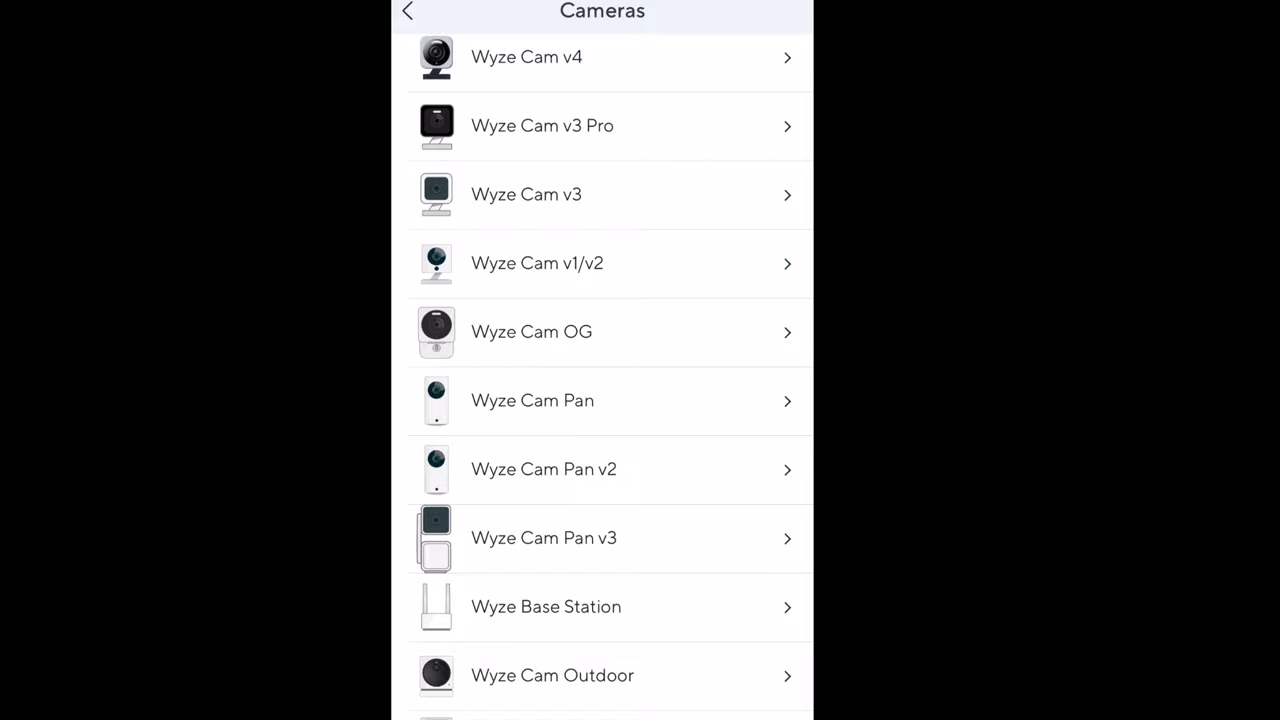 Cameras
Wyze Cam v4
Wyze Cam v3 Pro
Wyze Cam v3
Wyze Cam v1/v2
Wyze Cam OG
Wyze Cam Pan
Wyze Cam Pan v2
Wyze Cam Pan v3
Wyze Base Station
Wyze Cam Outdoor